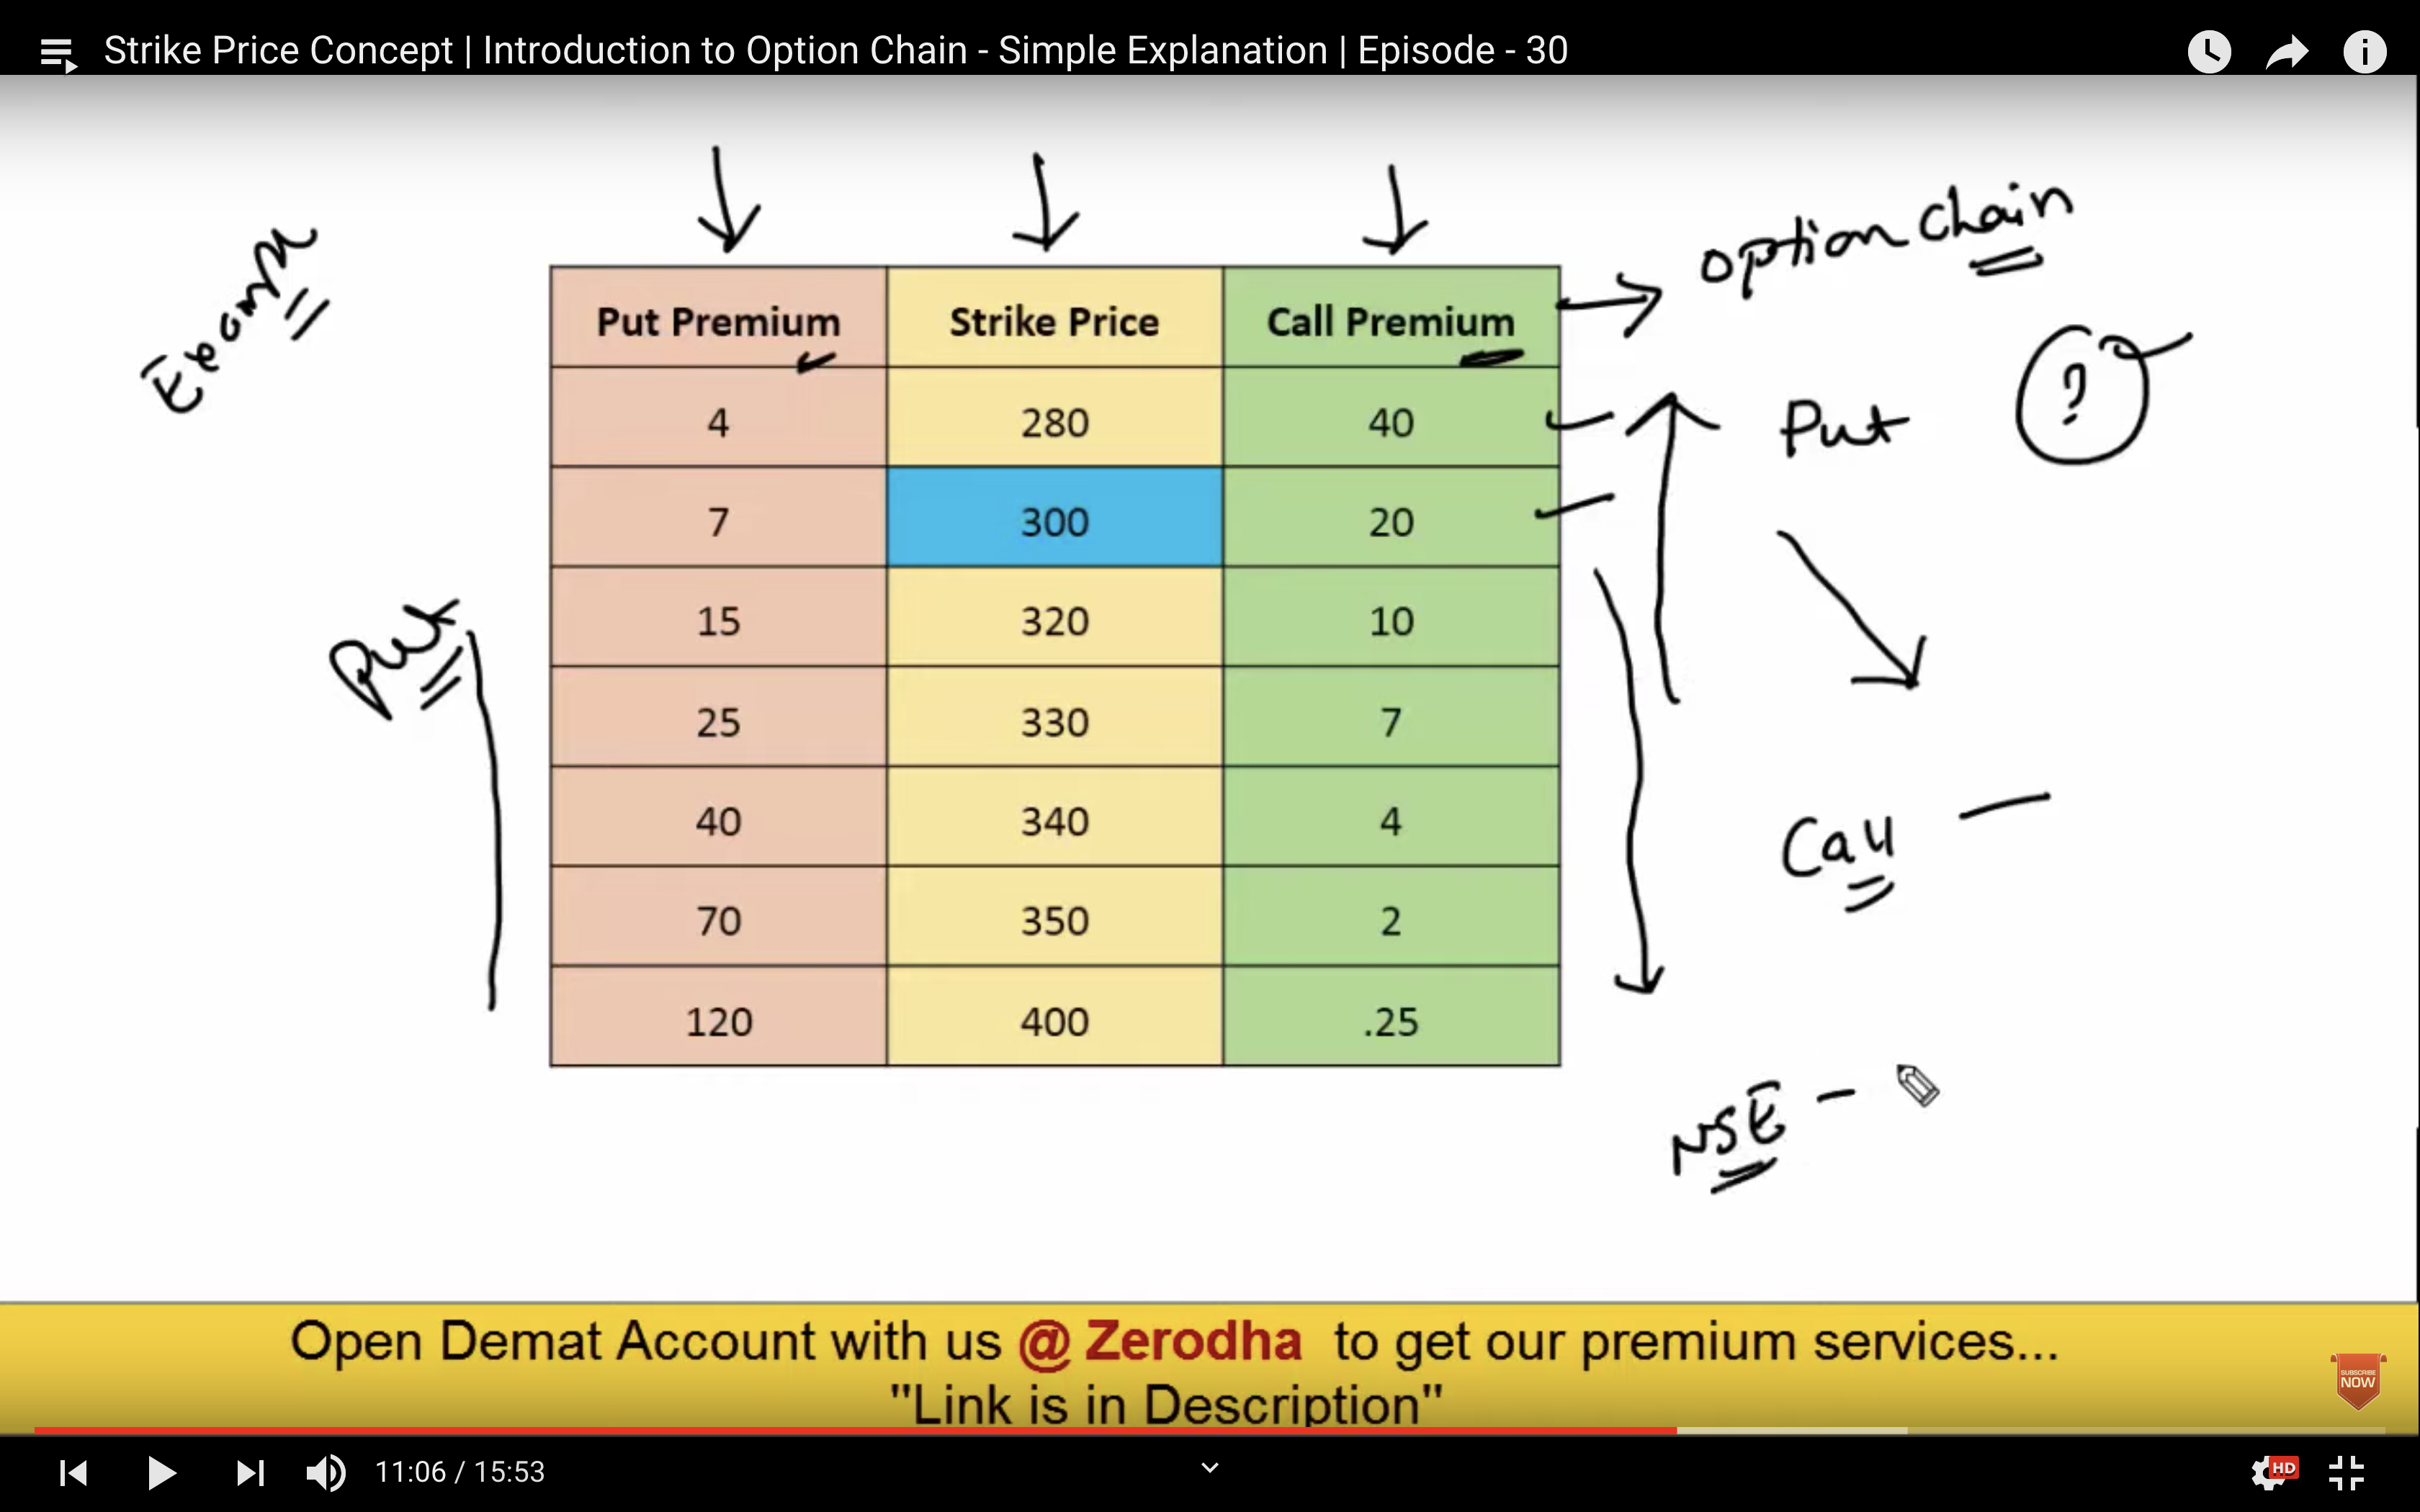 Strike Price Concept | Introduction to Option Chain - Simple Explanation | Episode - 30
option chain
Put Premium Strike Price Call Premium
4 280 40
7 300 20
15 320 10
25 330 7
40 340 4
70 350 2
120 400 .25
Put ?
Put
Call —
NSE -
Open Demat Account with us @ Zerodha to get our premium services...
"Link is in Description"
SUBSCRIBE
NOW
11:06 / 15:53
HD